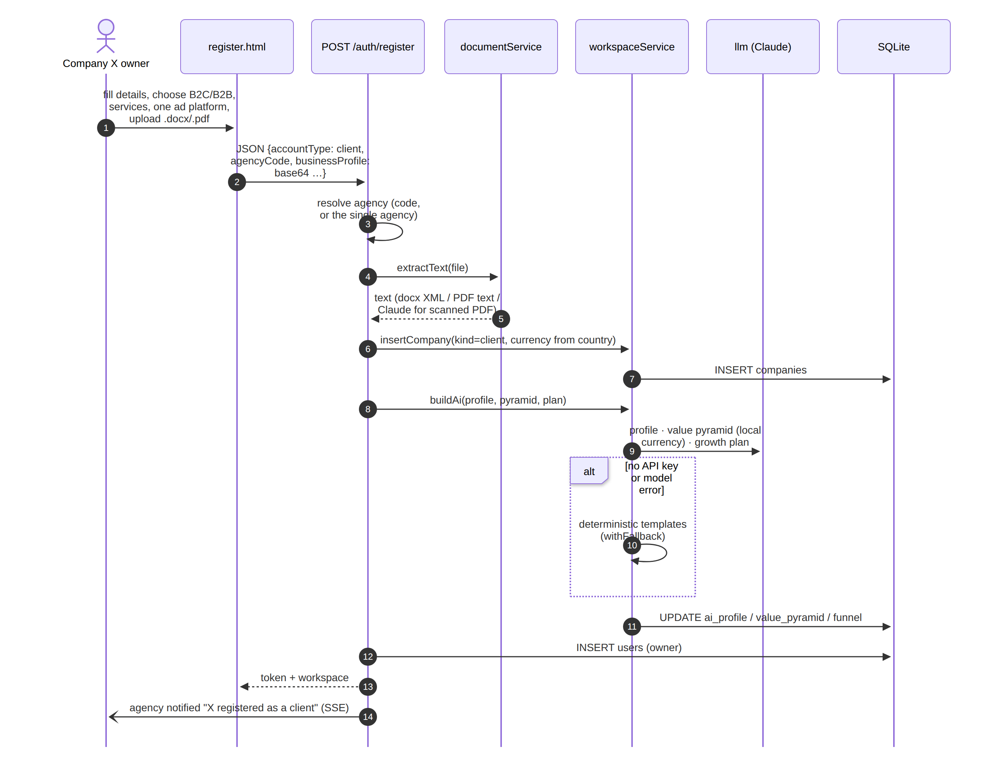 Company X owner
register.html
POST /auth/register
documentService
workspaceService
llm (Claude)
SQLite
fill details, choose B2C/B2B,
services, one ad platform,
upload .docx/.pdf
1
JSON {accountType: client,
agencyCode, businessProfile:
base64 …}
2
resolve agency (code,
or the single agency)
3
extractText(file)
4
text (docx XML / PDF text /
Claude for scanned PDF)
5
insertCompany(kind=client, currency from country)
6
INSERT companies
7
buildAi(profile, pyramid, plan)
8
profile · value pyramid (local
currency) · growth plan
9
alt
[no API key
or model
error]
deterministic templates
(withFallback)
10
UPDATE ai_profile / value_pyramid / funnel
11
INSERT users (owner)
12
token + workspace
13
agency notified "X registered as a client" (SSE)
14